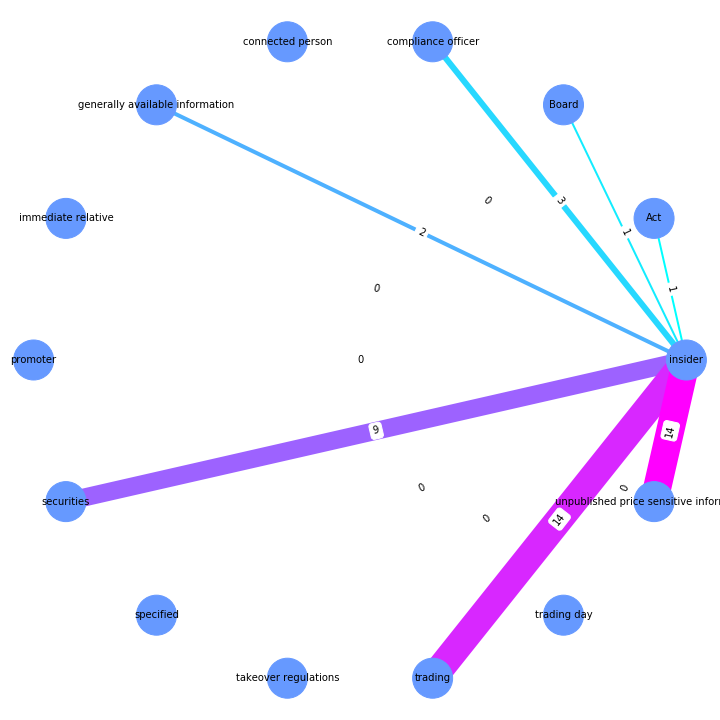 connected person
compliance officer
generally available information
Board
0
3
immediate relative
Act
2
1
0
1
promoter
0
insider
9
14
0
0
securities
unpublished price sensitive infor
0
14
specified
trading day
takeover regulations
trading